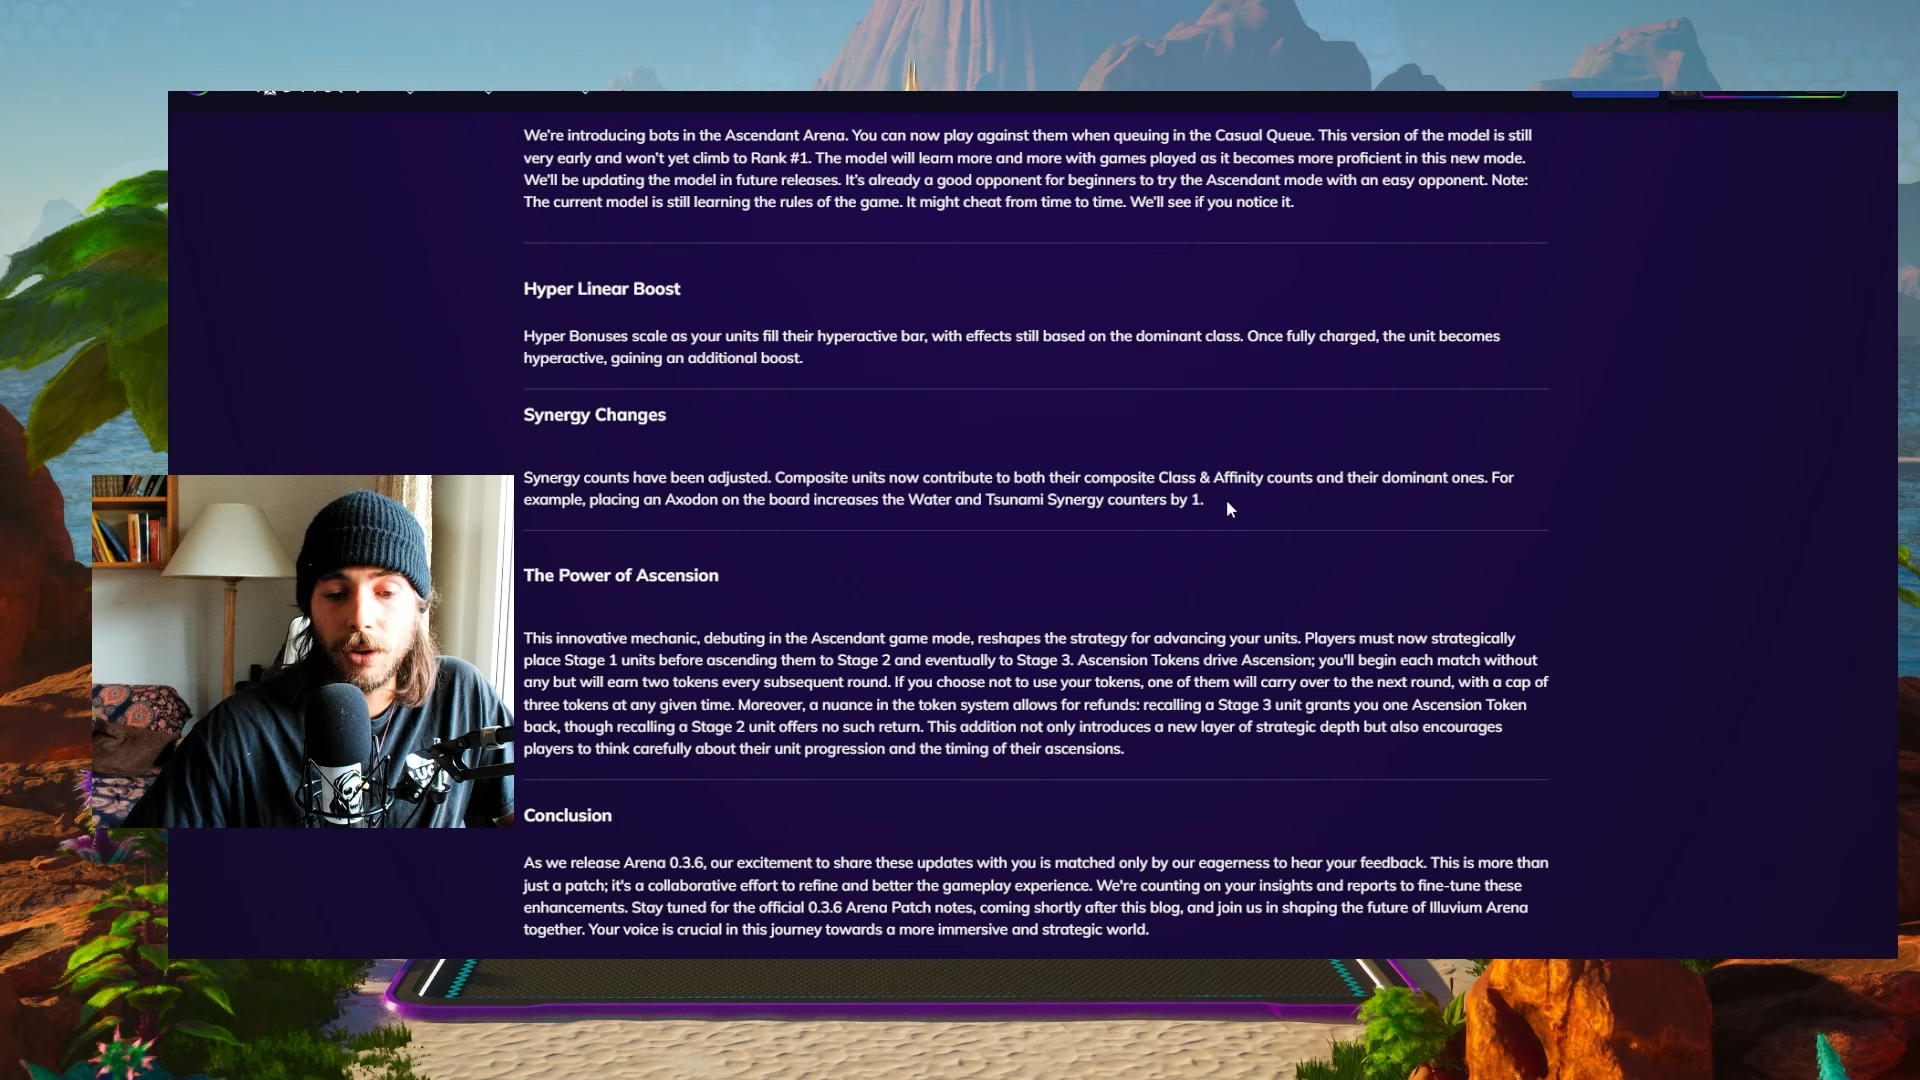 We're introducing bots in the Ascendant Arena. You can now play against them when queuing in the Casual Queue. This version of the model is still
very early and won't yet climb to Rank #1. The model will learn more and more with games played as it becomes more proficient in this new mode.
We'll be updating the model in future releases. It's already a good opponent for beginners to try the Ascendant mode with an easy opponent. Note:
The current model is still learning the rules of the game. It might cheat from time to time. We'll see if you notice it.
Hyper Linear Boost
Hyper Bonuses scale as your units fill their hyperactive bar, with effects still based on the dominant class. Once fully charged, the unit becomes
hyperactive, gaining an additional boost.
Synergy Changes
Synergy counts have been adjusted. Composite units now contribute to both their composite Class & Affinity counts and their dominant ones. For
example, placing an Axodon on the board increases the Water and Tsunami Synergy counters by 1.
The Power of Ascension
This innovative mechanic, debuting in the Ascendant game mode, reshapes the strategy for advancing your units. Players must now strategically
place Stage 1 units before ascending them to Stage 2 and eventually to Stage 3. Ascension Tokens drive Ascension; you'll begin each match without
any but will earn two tokens every subsequent round. If you choose not to use your tokens, one of them will carry over to the next round, with a cap of
three tokens at any given time. Moreover, a nuance in the token system allows for refunds: recalling a Stage 3 unit grants you one Ascension Token
back, though recalling a Stage 2 unit offers no such return. This addition not only introduces a new layer of strategic depth but also encourages
players to think carefully about their unit progression and the timing of their ascensions.
Conclusion
As we release Arena 0.3.6, our excitement to share these updates with you is matched only by our eagerness to hear your feedback. This is more than
just a patch; it's a collaborative effort to refine and better the gameplay experience. We're counting on your insights and reports to fine-tune these
enhancements. Stay tuned for the official 0.3.6 Arena Patch notes, coming shortly after this blog, and join us in shaping the future of Illuvium Arena
together. Your voice is crucial in this journey towards a more immersive and strategic world.